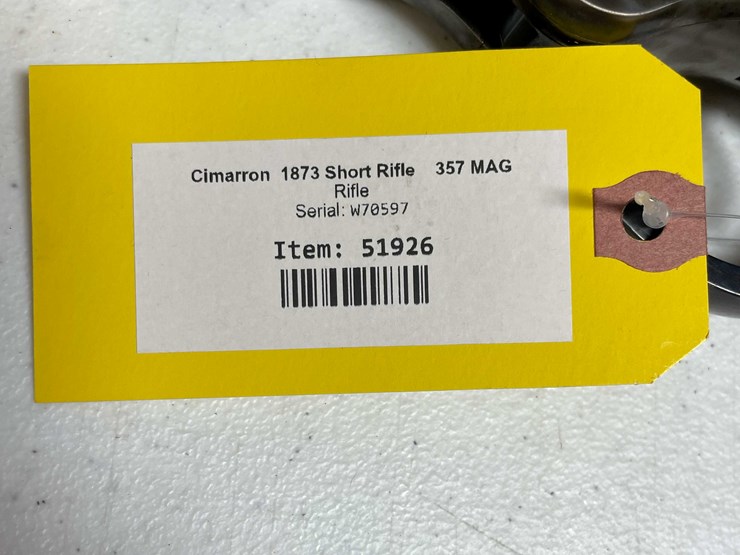 Cimarron 1873 Short Rifle 357 MAG
Rifle
Serial: W70597
Item: 51926